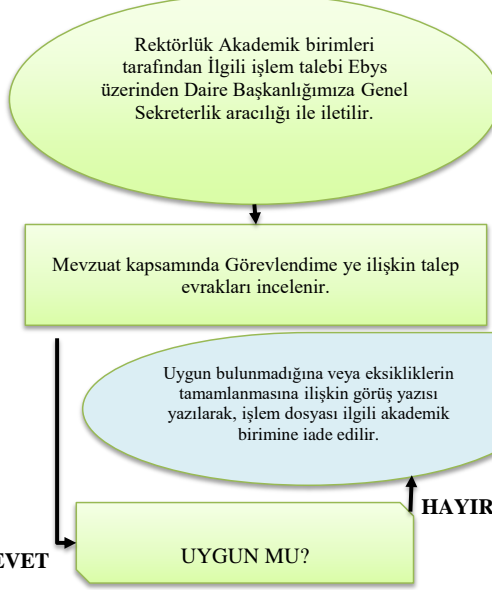 Rektörlük Akademik birimleri
tarafından İlgili işlem talebi Ebys
üzerinden Daire Başkanlığımıza Genel
Sekreterlik aracılığı ile iletilir.
Mevzuat kapsamında Görevlendime ye ilişkin talep
evrakları incelenir.
Uygun bulunmadığına veya eksikliklerin
tamamlanmasına ilişkin görüş yazısı
yazılarak, işlem dosyası ilgili akademik
birimine iade edilir.
HAYIR
EVET
UYGUN MU?